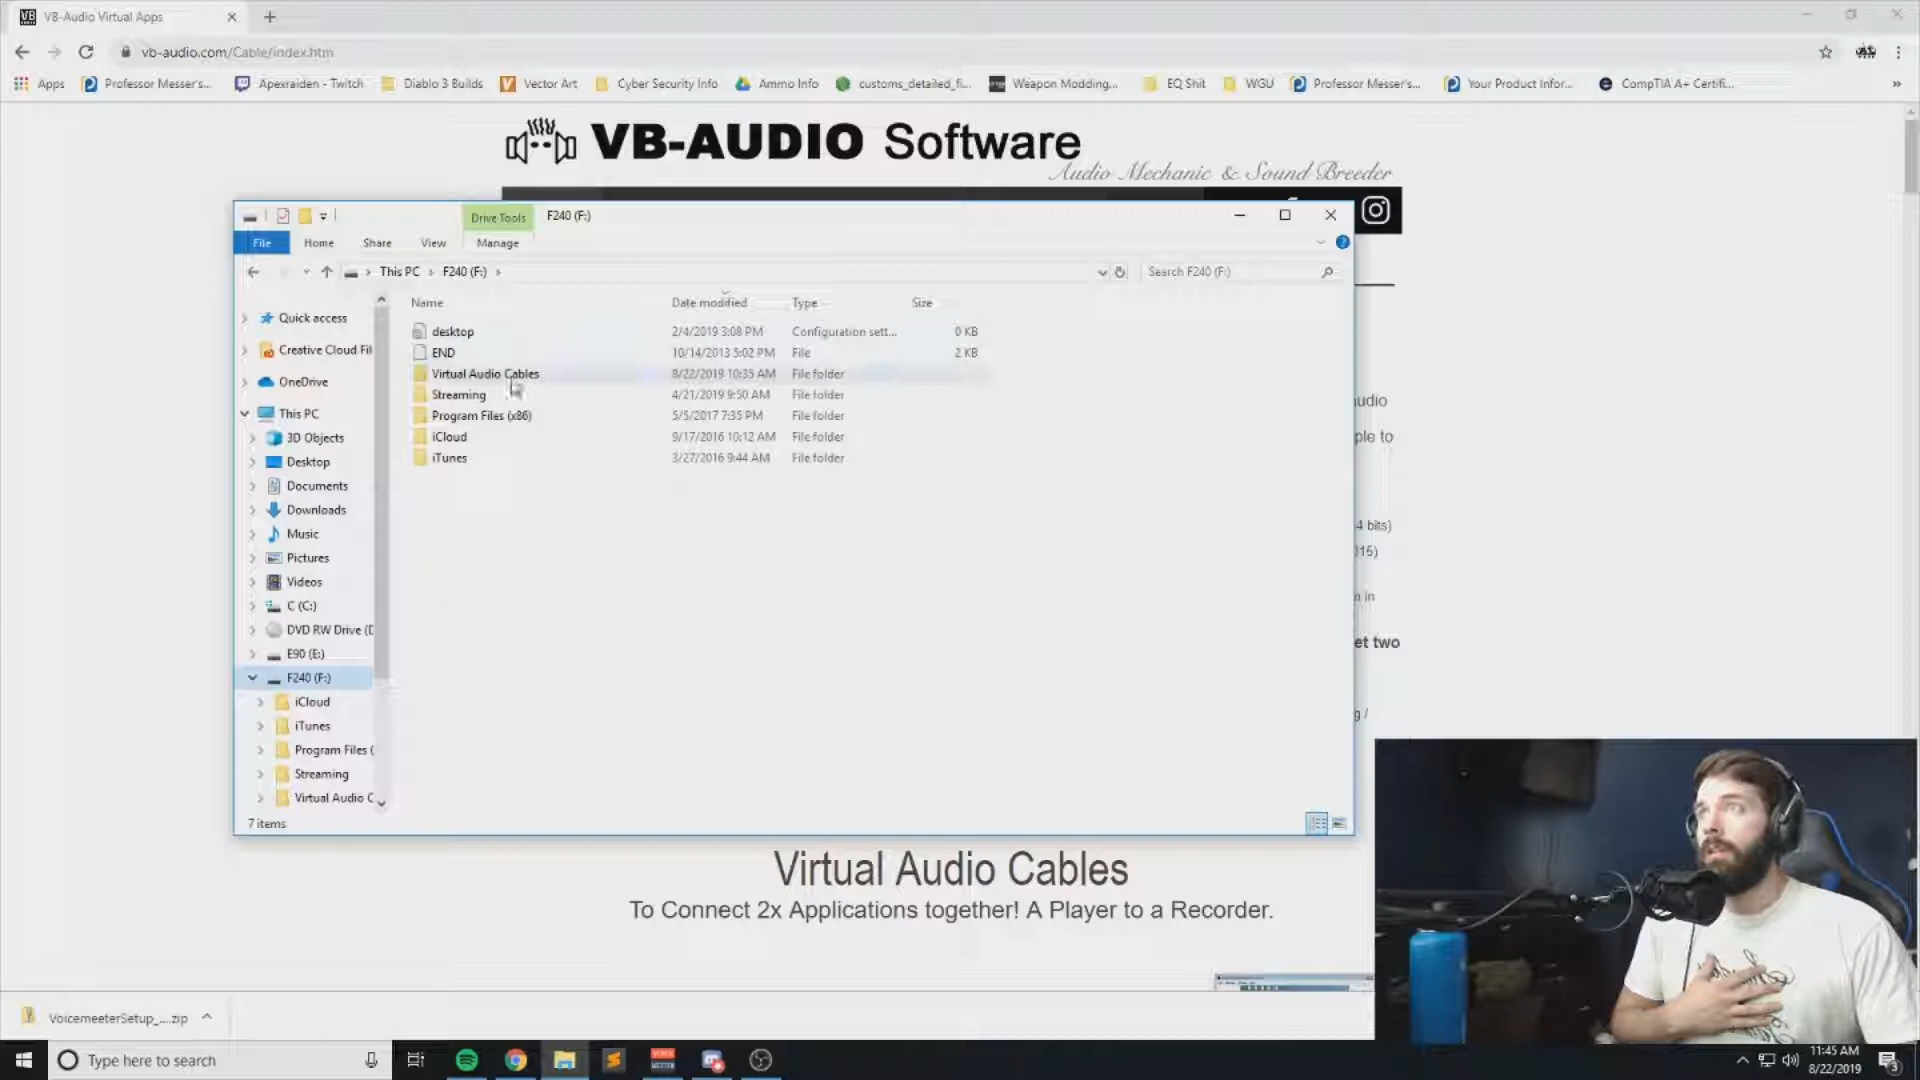 VB-Audio Virtual Apps
vb-audio.com/Cable/index.htm
Apps
Professor Messer's...
Apexraiden - Twitch
Diablo 3 Builds
Vector Art
Cyber Security Info
Ammo Info
customs_detailed_fi...
Weapon Modding...
EQ Shit
WGU
Professor Messer's...
Your Product Infor...
CompTIA A+ Certifi...
»
VB-AUDIO Software
Audio Mechanic & Sound Breeder
Drive Tools
F240 (F:)
File
Home
Share
View
Manage
This PC
F240 (F:)
Search F240 (F:)
Name
Date modified
Type
Size
desktop 2/4/2019 3:08 PM Configuration sett... 0 KB
END 10/14/2013 5:02 PM File 2 KB
Virtual Audio Cables 8/22/2019 10:35 AM File folder
Streaming 4/21/2019 9:50 AM File folder
Program Files (x86) 5/5/2017 7:35 PM File folder
iCloud 9/17/2016 10:12 AM File folder
iTunes 3/27/2016 9:44 AM File folder
Quick access
Creative Cloud Fil
OneDrive
This PC
3D Objects
Desktop
Documents
Downloads
Music
Pictures
Videos
C (C:)
DVD RW Drive (D
E90 (E:)
F240 (F:)
iCloud
iTunes
Program Files (
Streaming
Virtual Audio C
7 items
udio
ple to
4 bits)
015)
n in
et two
g /
Virtual Audio Cables
To Connect 2x Applications together! A Player to a Recorder.
VoicemeeterSetup_....zip
Type here to search
11:45 AM
8/22/2019
3